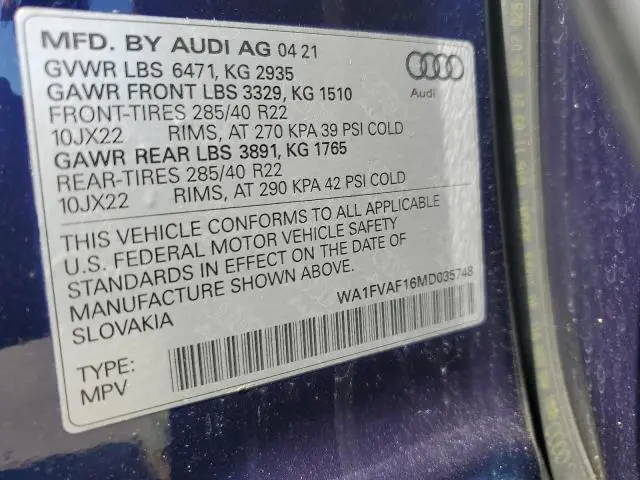 MFD. BY AUDI AG 04 21
GVWR LBS 6471, KG 2935
GAWR FRONT LBS 3329, KG 1510
FRONT-TIRES 285/40 R22
10JX22 RIMS, AT 270 KPA 39 PSI COLD
GAWR REAR LBS 3891, KG 1765
REAR-TIRES 285/40 R22
10JX22 RIMS, AT 290 KPA 42 PSI COLD
Audi
THIS VEHICLE CONFORMS TO ALL APPLICABLE
U.S. FEDERAL MOTOR VEHICLE SAFETY
STANDARDS IN EFFECT ON THE DATE OF
MANUFACTURE SHOWN ABOVE.
SLOVAKIA
WA1FVAF16MD035748
TYPE:
MPV